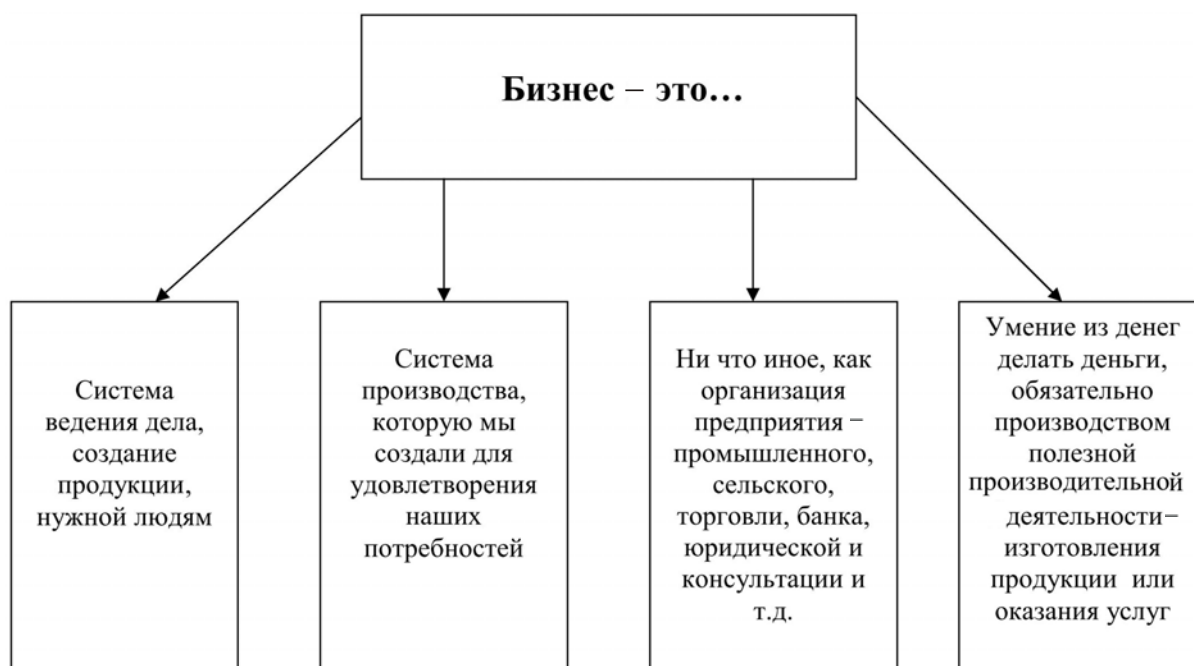 Бизнес – это…
Система
ведения дела,
создание
продукции,
нужной людям
Система
производства,
которую мы
создали для
удовлетворения
наших
потребностей
Ни что иное, как
организация
предприятия –
промышленного,
сельского,
торговли, банка,
юридической и
консультации и
т.д.
Умение из денег
делать деньги,
обязательно
производством
полезной
производительной
деятельности–
изготовления
продукции или
оказания услуг